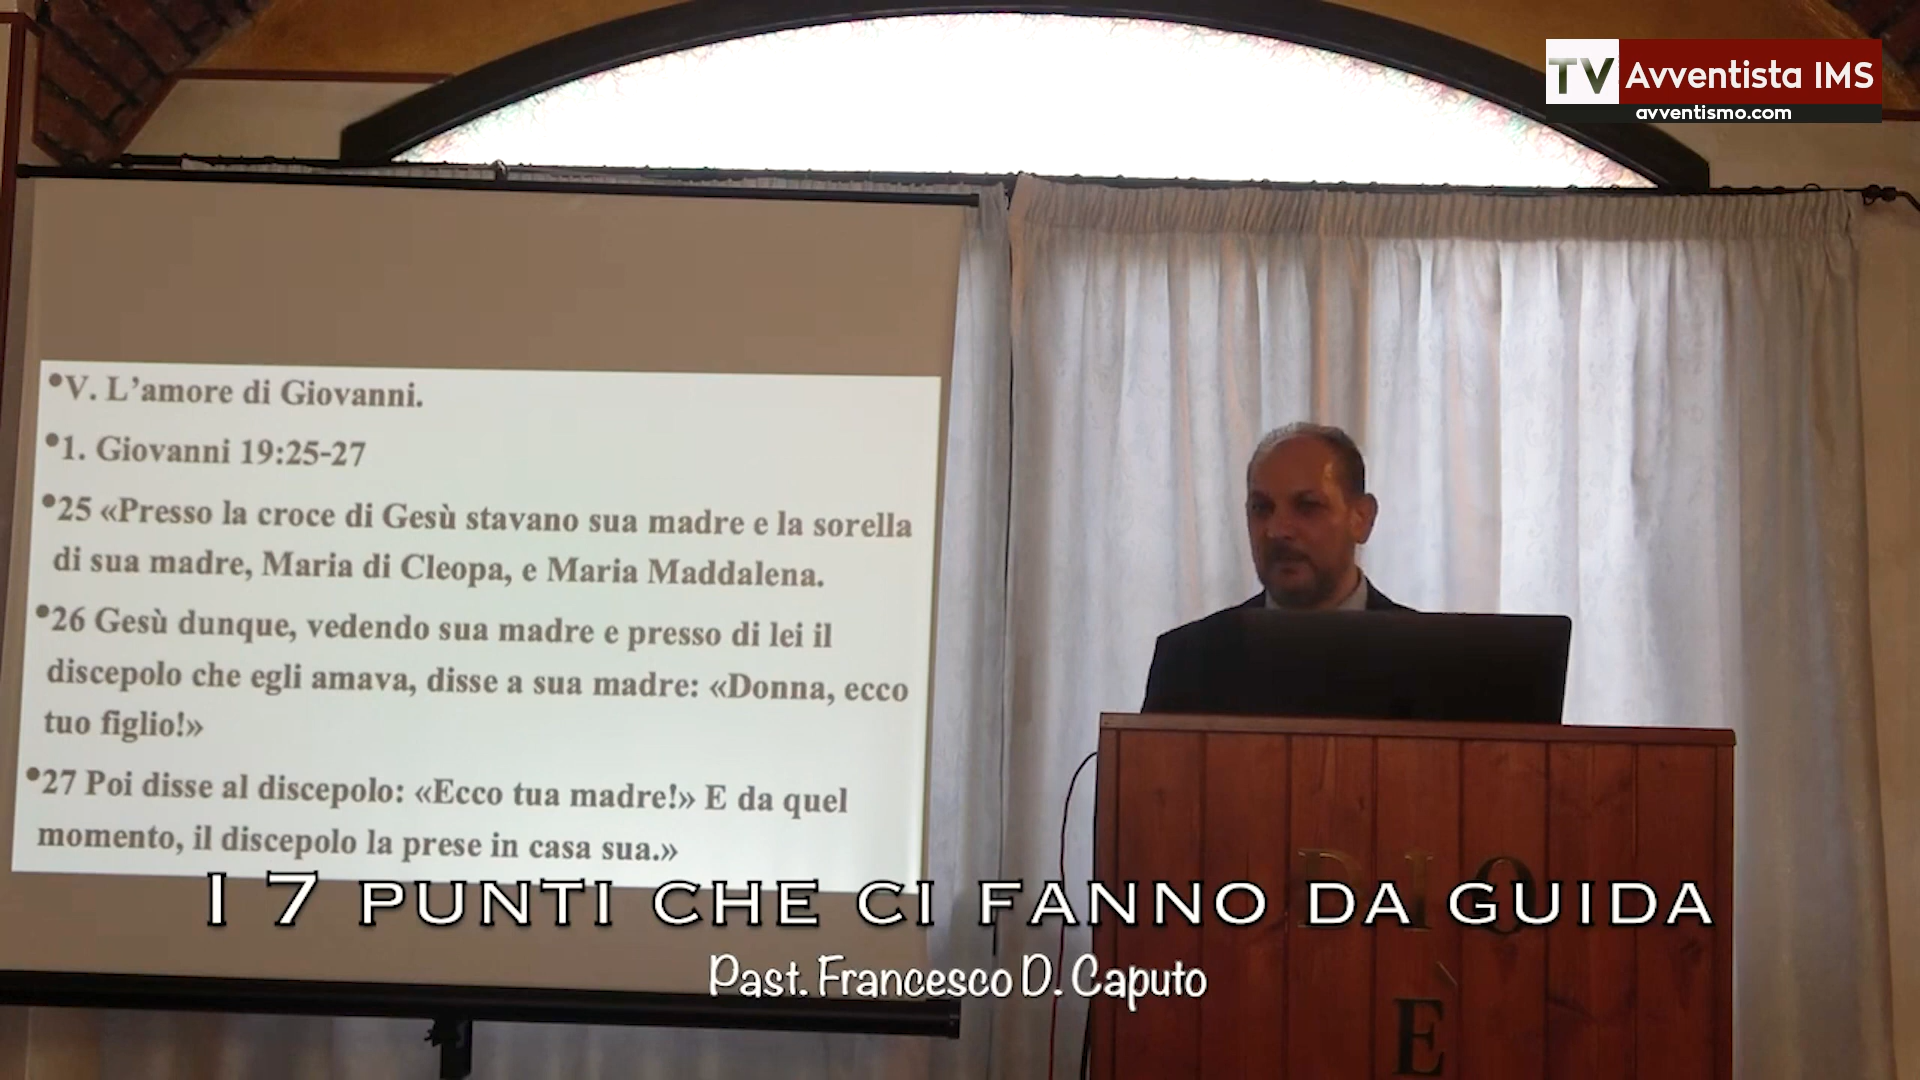 TV Avventista IMS
avventismo.com
•V. L’amore di Giovanni.
•1. Giovanni 19:25-27
•25 «Presso la croce di Gesù stavano sua madre e la sorella
di sua madre, Maria di Cleopa, e Maria Maddalena.
•26 Gesù dunque, vedendo sua madre e presso di lei il
discepolo che egli amava, disse a sua madre: «Donna, ecco
tuo figlio!»
•27 Poi disse al discepolo: «Ecco tua madre!» E da quel
momento, il discepolo la prese in casa sua.»
I 7 PUNTI CHE CI FANNO DA GUIDA
Past. Francesco D. Caputo
DIO
È